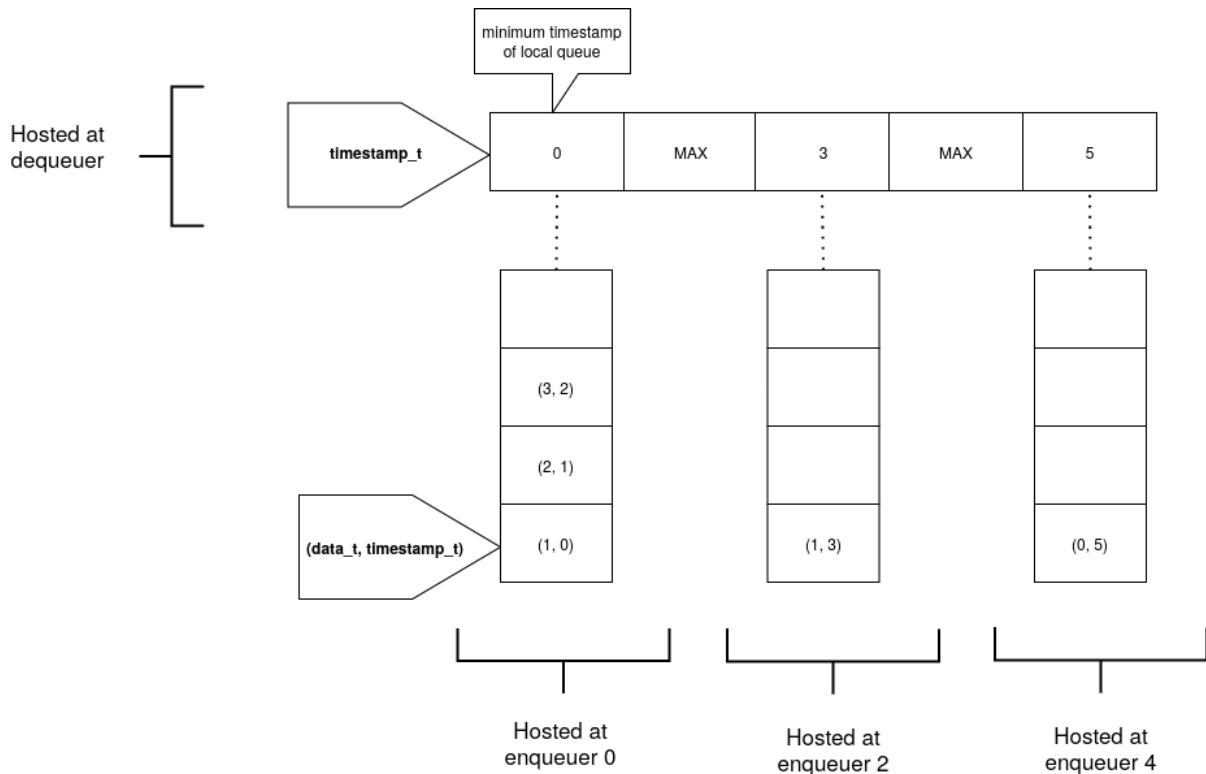 minimum timestamp
of local queue
Hosted at
dequeuer
timestamp_t
0
MAX
3
MAX
5
(3, 2)
(2, 1)
(data_t, timestamp_t)
(1, 0)
(1, 3)
(0, 5)
Hosted at
enqueuer 0
Hosted at
enqueuer 2
Hosted at
enqueuer 4